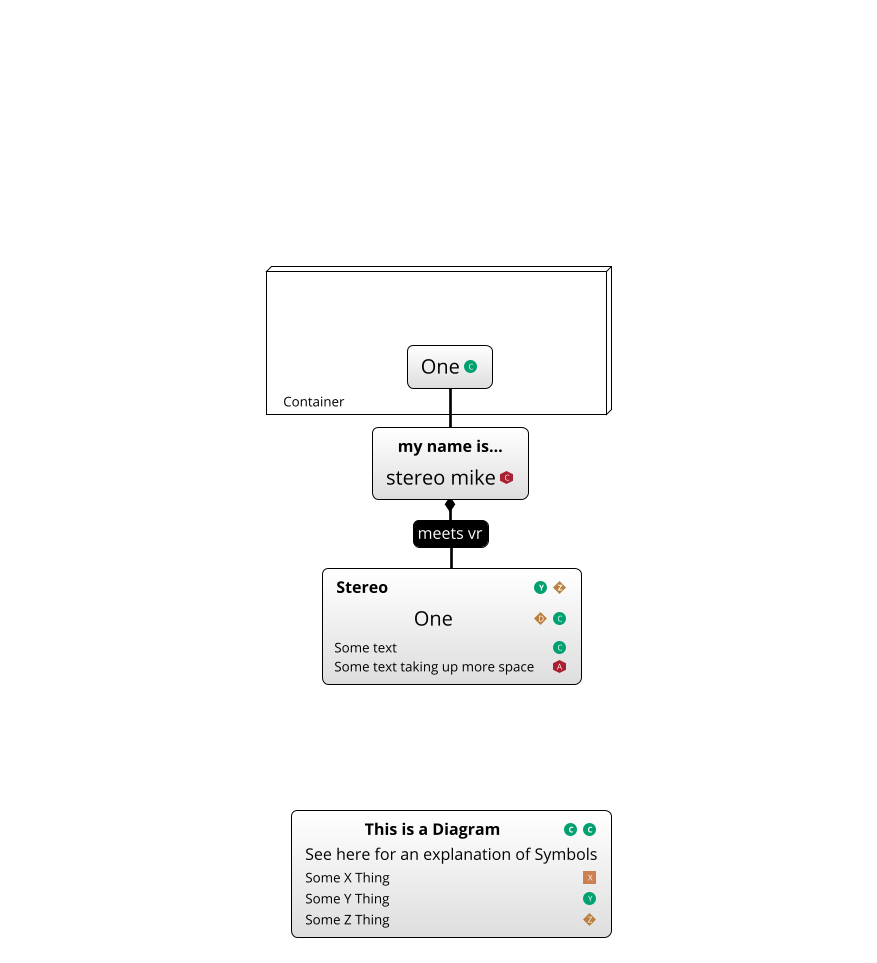 One C
Container
my name is...
stereo mike C
meets vr
Stereo Y Z
One D C
Some text C
Some text taking up more space A
This is a Diagram C C
See here for an explanation of Symbols
Some X Thing X
Some Y Thing Y
Some Z Thing Z